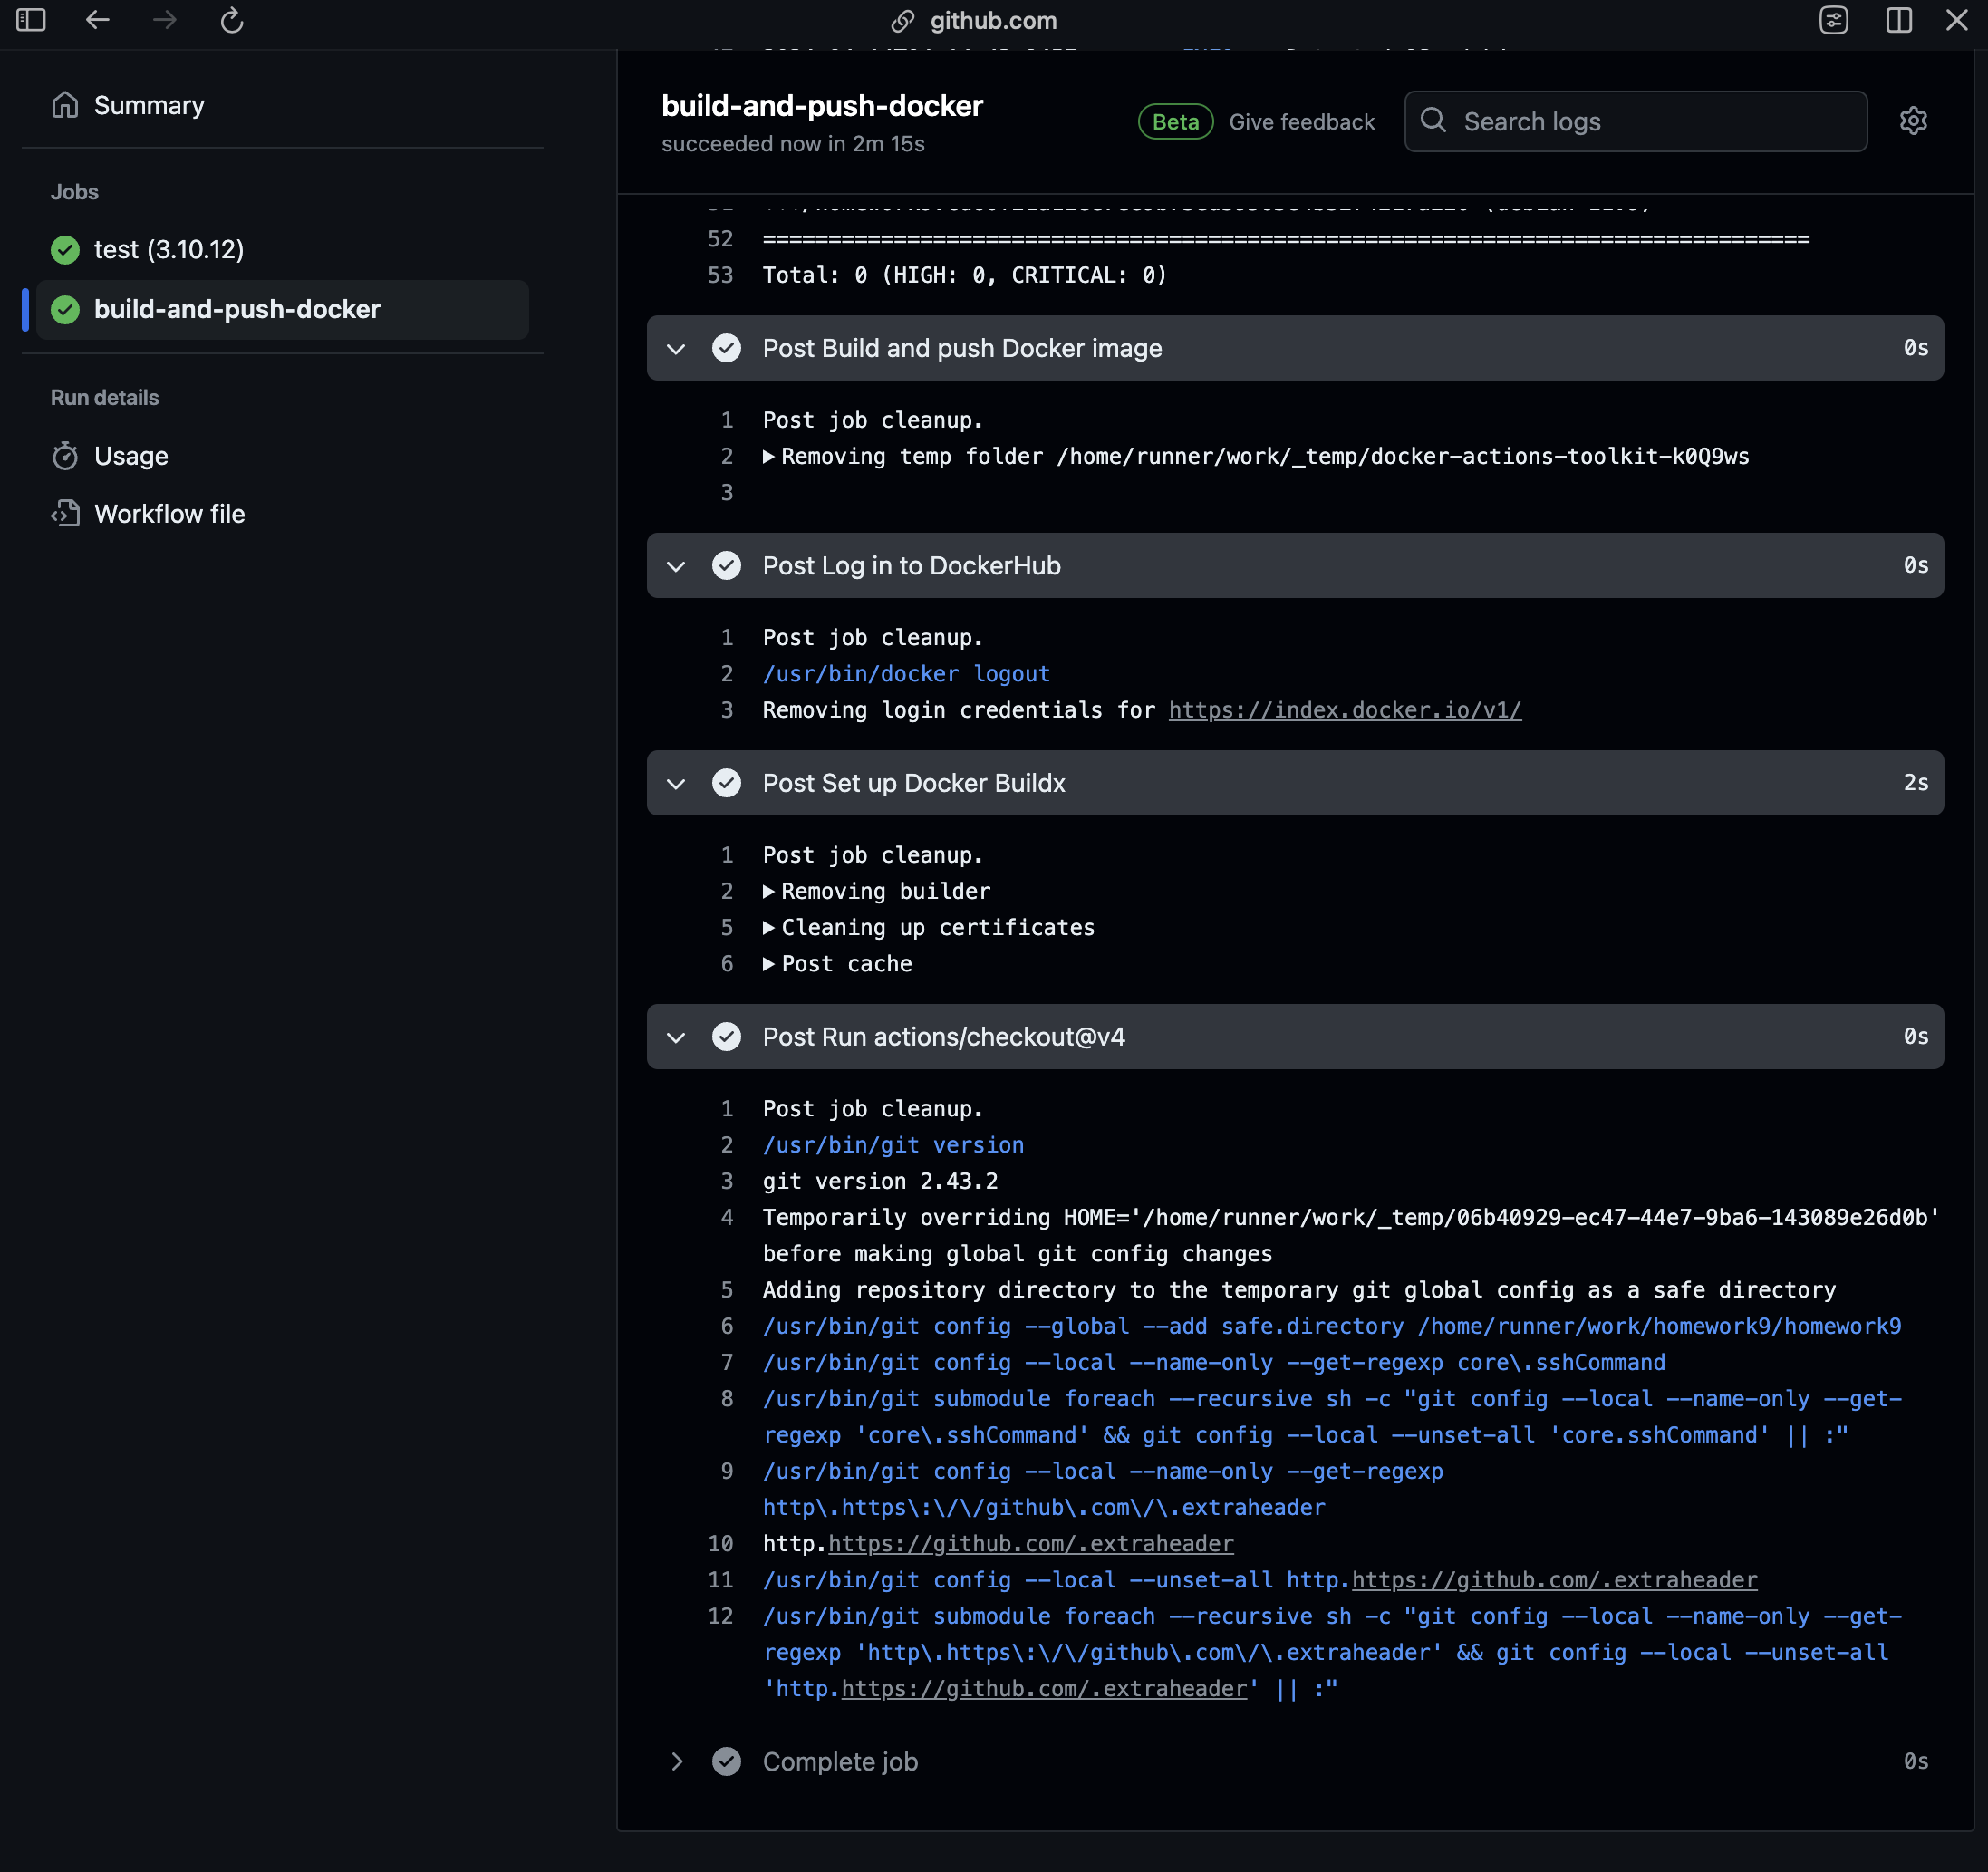 github.com
Summary
Jobs
test (3.10.12)
build-and-push-docker
Run details
Usage
Workflow file
build-and-push-docker
succeeded now in 2m 15s
Beta
Give feedback
Search logs
52 ================================================================================
53 Total: 0 (HIGH: 0, CRITICAL: 0)
Post Build and push Docker image 0s
1 Post job cleanup.
2 ▶Removing temp folder /home/runner/work/_temp/docker-actions-toolkit-k0Q9ws
3
Post Log in to DockerHub 0s
1 Post job cleanup.
2 /usr/bin/docker logout
3 Removing login credentials for https://index.docker.io/v1/
Post Set up Docker Buildx 2s
1 Post job cleanup.
2 ▶Removing builder
5 ▶Cleaning up certificates
6 ▶Post cache
Post Run actions/checkout@v4 0s
1 Post job cleanup.
2 /usr/bin/git version
3 git version 2.43.2
4 Temporarily overriding HOME='/home/runner/work/_temp/06b40929-ec47-44e7-9ba6-143089e26d0b'
before making global git config changes
5 Adding repository directory to the temporary git global config as a safe directory
6 /usr/bin/git config --global --add safe.directory /home/runner/work/homework9/homework9
7 /usr/bin/git config --local --name-only --get-regexp core\.sshCommand
8 /usr/bin/git submodule foreach --recursive sh -c "git config --local --name-only --get-
regexp 'core\.sshCommand' && git config --local --unset-all 'core.sshCommand' || :"
9 /usr/bin/git config --local --name-only --get-regexp
http\.https\:\/\/github\.com\/\.extraheader
10 http.https://github.com/.extraheader
11 /usr/bin/git config --local --unset-all http.https://github.com/.extraheader
12 /usr/bin/git submodule foreach --recursive sh -c "git config --local --name-only --get-
regexp 'http\.https\:\/\/github\.com\/\.extraheader' && git config --local --unset-all
'http.https://github.com/.extraheader' || :"
Complete job 0s